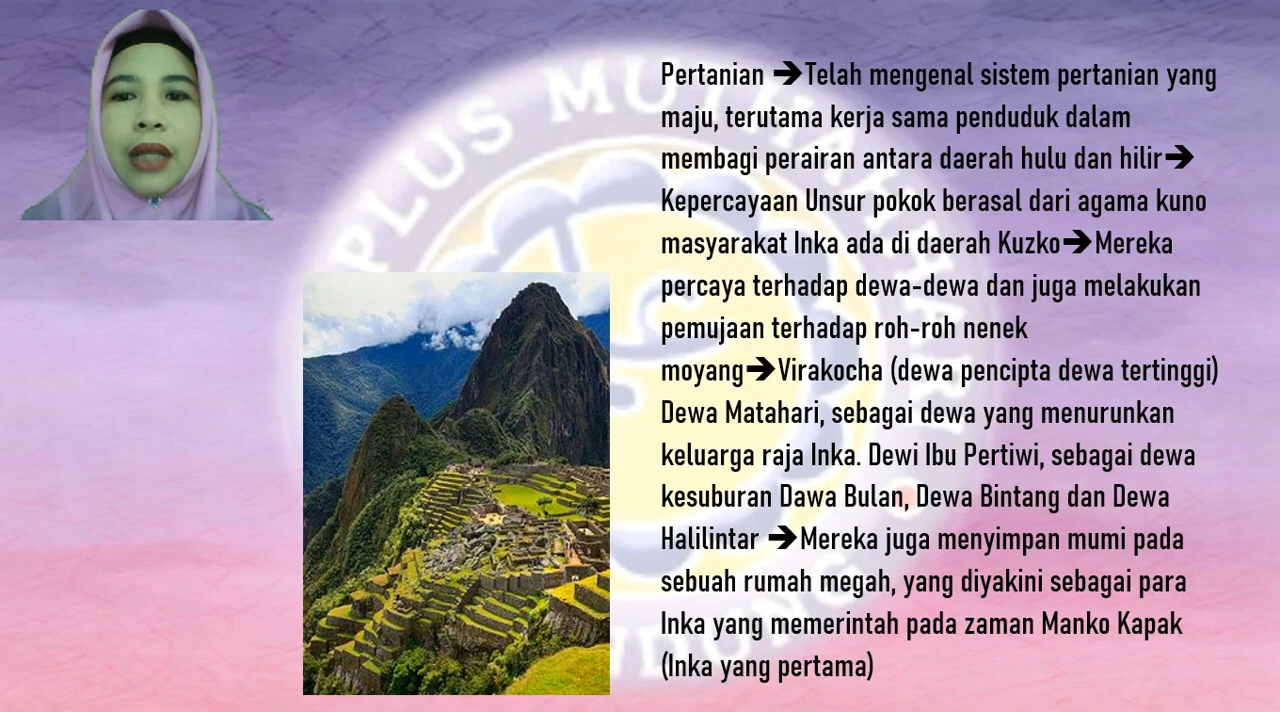 Pertanian ➔Telah mengenal sistem pertanian yang
maju, terutama kerja sama penduduk dalam
membagi perairan antara daerah hulu dan hilir➔
Kepercayaan Unsur pokok berasal dari agama kuno
masyarakat Inka ada di daerah Kuzko➔Mereka
percaya terhadap dewa-dewa dan juga melakukan
pemujaan terhadap roh-roh nenek
moyang➔Virakocha (dewa pencipta dewa tertinggi)
Dewa Matahari, sebagai dewa yang menurunkan
keluarga raja Inka. Dewi Ibu Pertiwi, sebagai dewa
kesuburan Dawa Bulan, Dewa Bintang dan Dewa
Halilintar ➔Mereka juga menyimpan mumi pada
sebuah rumah megah, yang diyakini sebagai para
Inka yang memerintah pada zaman Manko Kapak
(Inka yang pertama)
PLUS